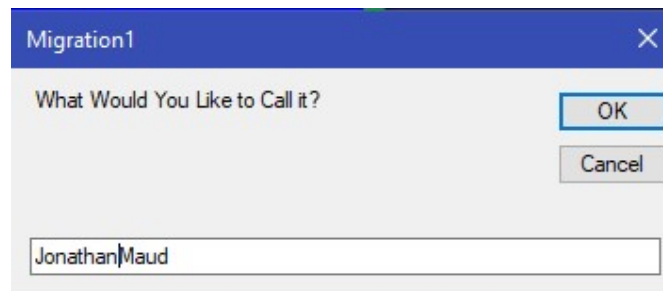 Migration1
What Would You Like to Call it?
OK
Cancel
JonathanMaud